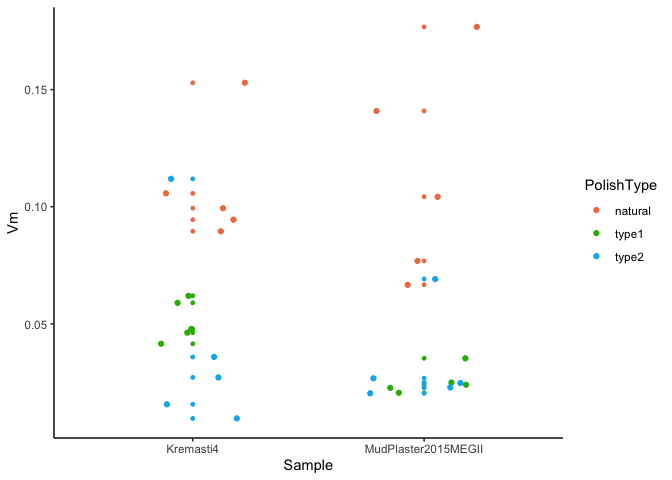 0.15
0.10
0.05
Vm
Kremasti4
MudPlaster2015MEGII
Sample
PolishType
natural
type1
type2